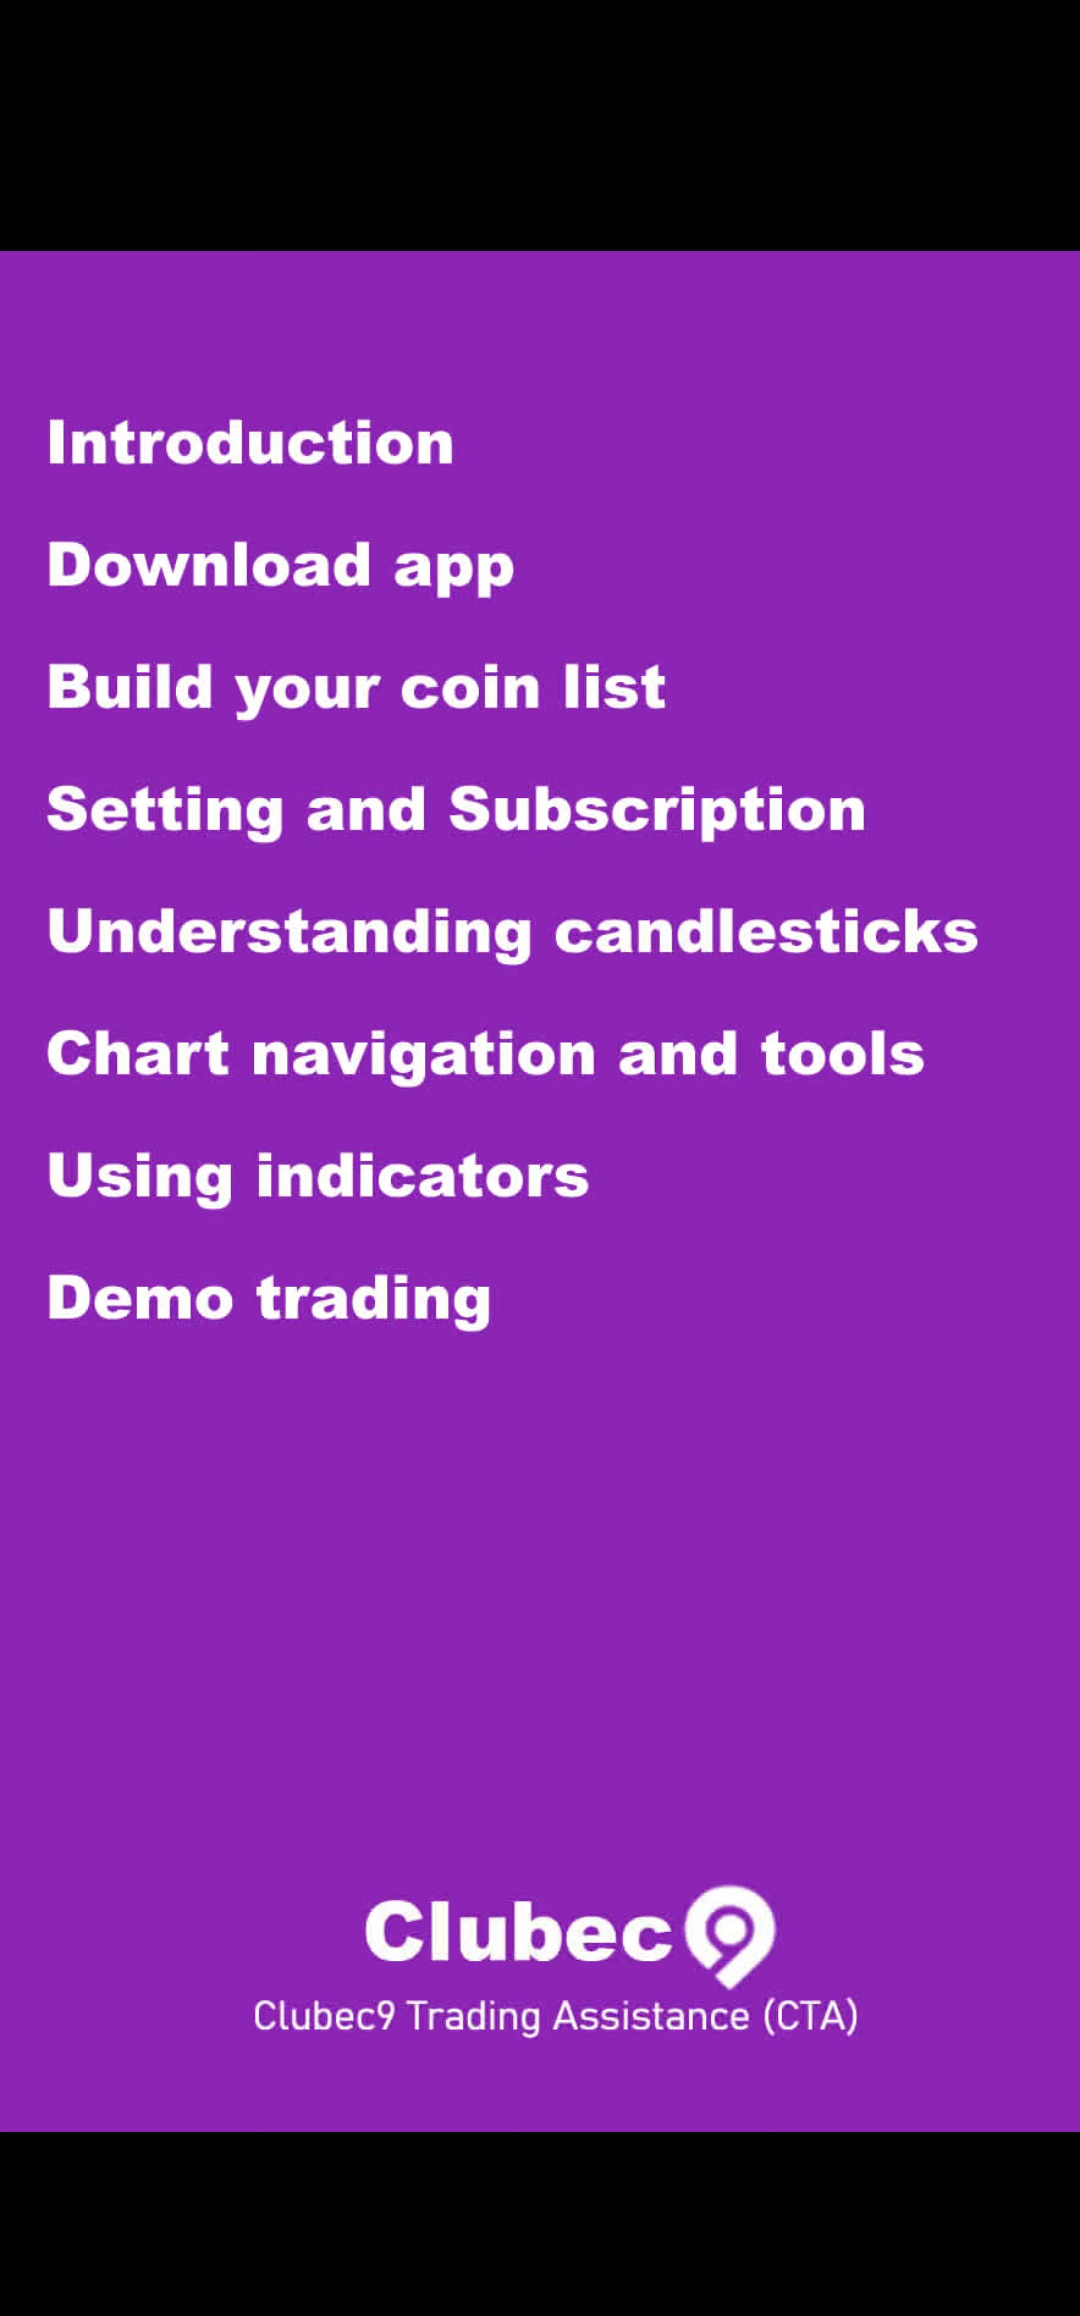 Introduction
Download app
Build your coin list
Setting and Subscription
Understanding candlesticks
Chart navigation and tools
Using indicators
Demo trading
Clubec9
Clubec9 Trading Assistance (CTA)